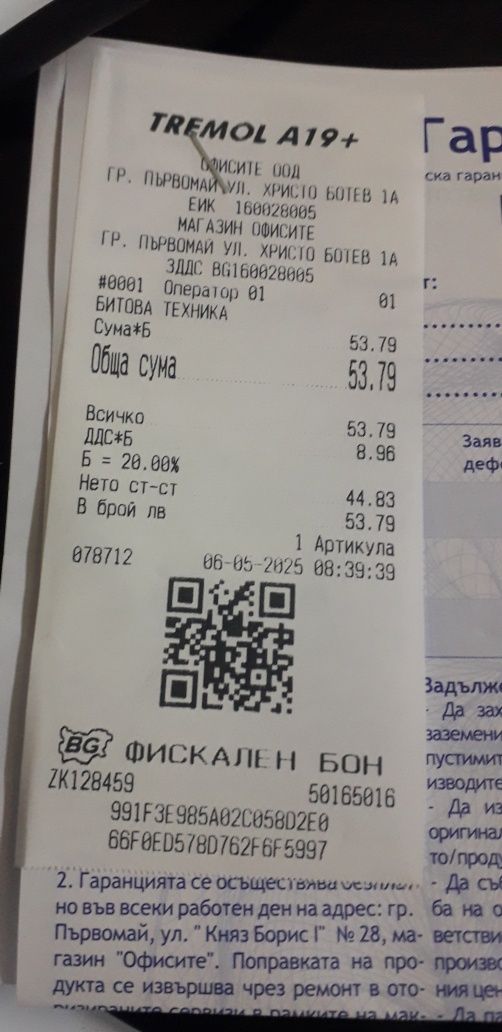 TREMOL A19+
ОФИСИТЕ ООД
ГР. ПЪРВОМАЙ УЛ. ХРИСТО БОТЕВ 1А
ЕИК 160028005
МАГАЗИН ОФИСИТЕ
ГР. ПЪРВОМАЙ УЛ. ХРИСТО БОТЕВ 1А
ЗДДС BG160028005
#0001 Оператор 01 01
БИТОВА ТЕХНИКА
Сума*Б 53.79
Обща сума 53.79
Всичко 53.79
ДДС*Б 8.96
Б = 20.00%
Нето ст-ст 44.83
В брой лв 53.79
1 Артикула
078712 06-05-2025 08:39:39
BG ФИСКАЛЕН БОН
ZK128459 50165016
991F3E985A02C058D2E0
66F0ED578D762F6F5997
Гар
ска гаран
т:
Заяв
дефе
Задълже
- Да зах
заземени
пустимит
изводите
- Да из
оригинал
то/проду
2. Гаранцията се осъществява
но във всеки работен ден на адрес: гр.
Първомай, ул. "Княз Борис I" № 28, ма-
газин "Офисите". Поправката на про-
дукта се извършва чрез ремонт в ото-
- Да съб
ба на о
ветстви
произво
ния цен
- Да па